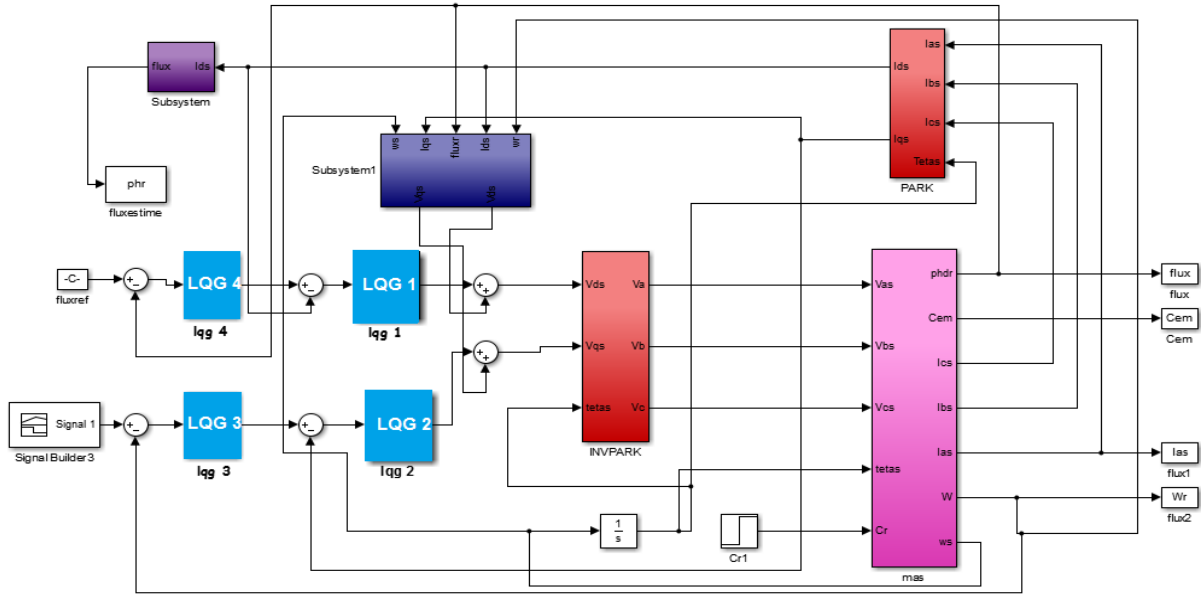 flux Ids
Subsystem
phr
fluxestime
ws Iqs fluxr Ids wr
Vqs Vds
Subsystem1
Ias
Ids
Ibs
Ics
Iqs
Tetas
PARK
-C-
fluxref
+
−
LQG 4
lqg 4
+
−
LQG 1
lqg 1
+
+
Vds Va
Vqs Vb
tetas Vc
INVPARK
+
+
Signal 1
Signal Builder3
+
−
LQG 3
lqg 3
+
−
LQG 2
lqg 2
1
s
Cr1
Vas phdr
Cem
Vbs Ics
Vcs Ibs
Ias
tetas W
Cr ws
mas
flux
flux
Cem
Cem
Ias
flux1
Wr
flux2